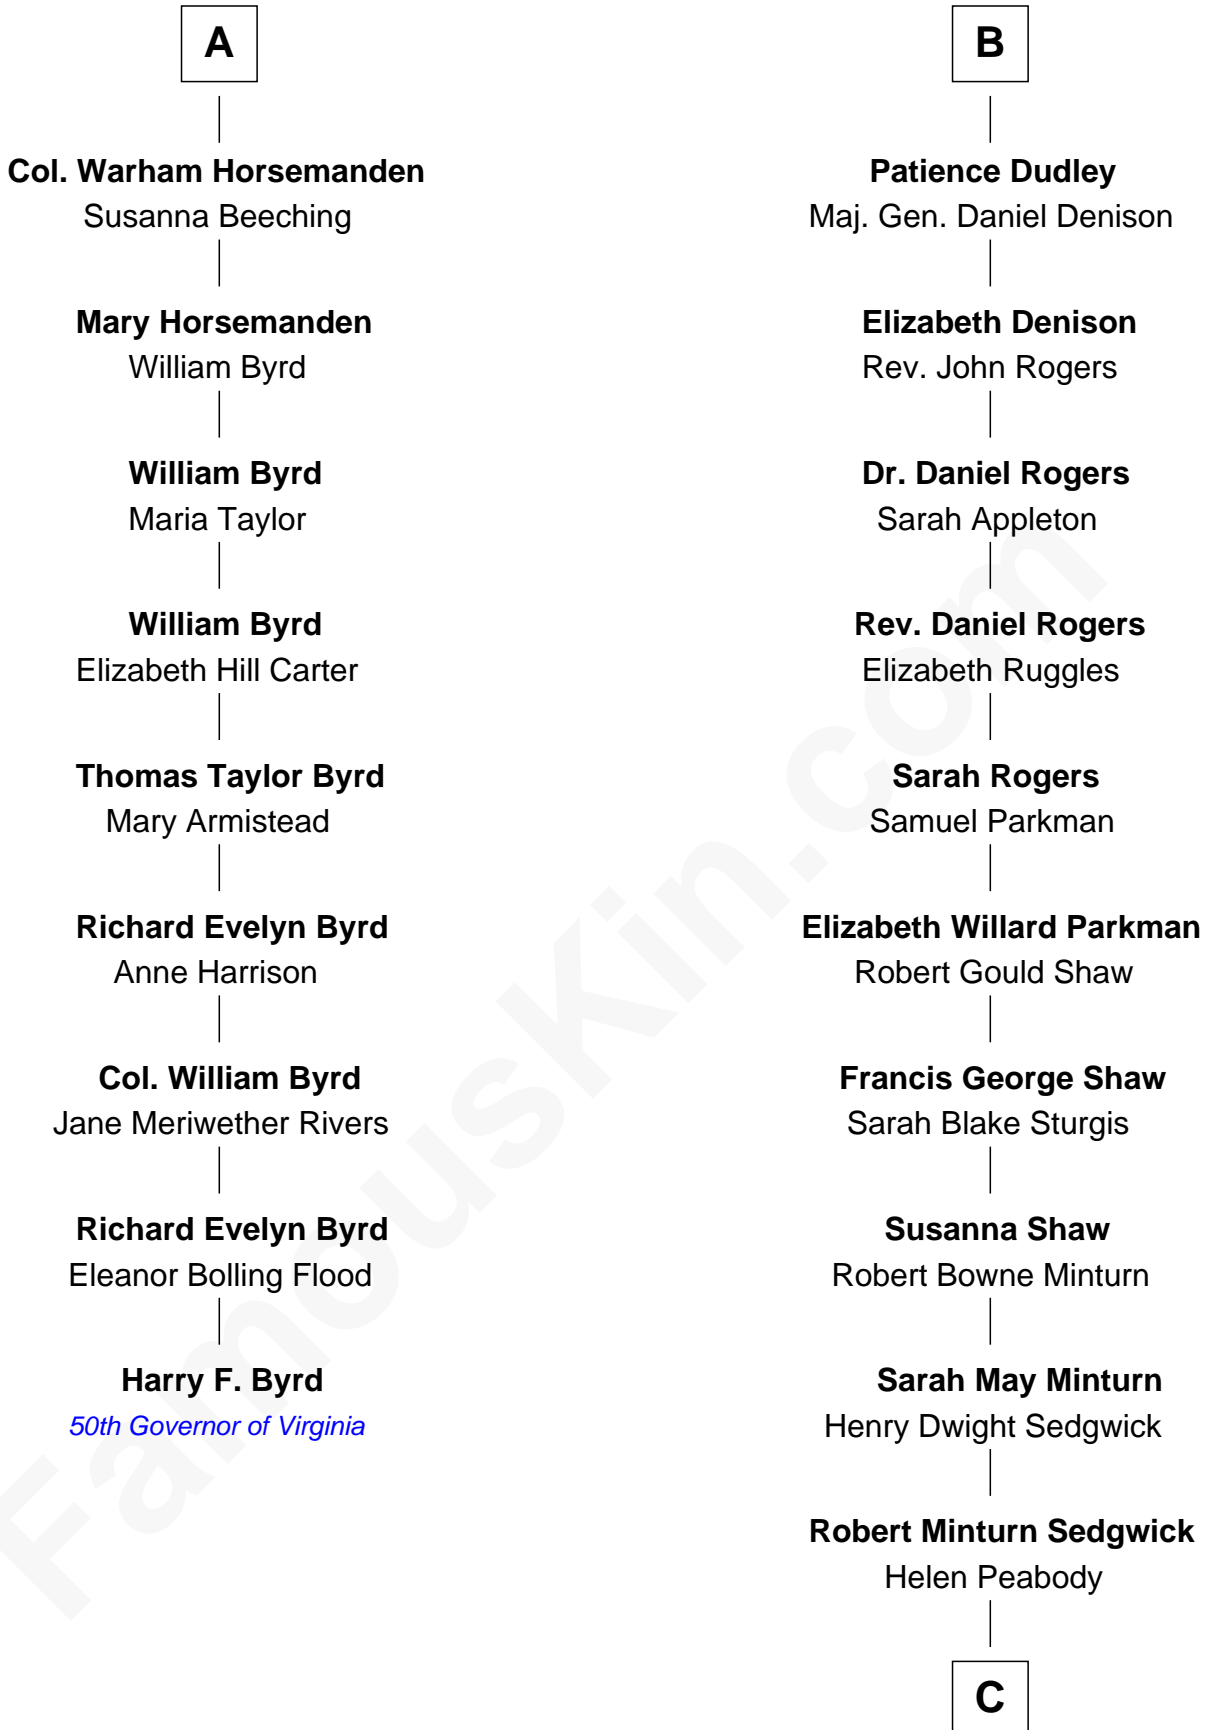 A
Col. Warham Horsemanden
Susanna Beeching
Mary Horsemanden
William Byrd
William Byrd
Maria Taylor
William Byrd
Elizabeth Hill Carter
Thomas Taylor Byrd
Mary Armistead
Richard Evelyn Byrd
Anne Harrison
Col. William Byrd
Jane Meriwether Rivers
Richard Evelyn Byrd
Eleanor Bolling Flood
Harry F. Byrd
50th Governor of Virginia
B
Patience Dudley
Maj. Gen. Daniel Denison
Elizabeth Denison
Rev. John Rogers
Dr. Daniel Rogers
Sarah Appleton
Rev. Daniel Rogers
Elizabeth Ruggles
Sarah Rogers
Samuel Parkman
Elizabeth Willard Parkman
Robert Gould Shaw
Francis George Shaw
Sarah Blake Sturgis
Susanna Shaw
Robert Bowne Minturn
Sarah May Minturn
Henry Dwight Sedgwick
Robert Minturn Sedgwick
Helen Peabody
C
FamousKin.com